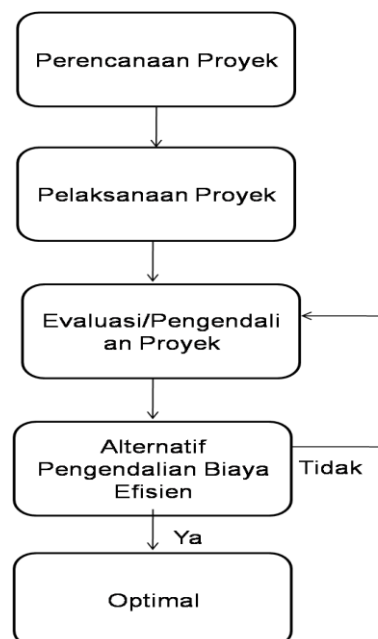 Perencanaan Proyek
Pelaksanaan Proyek
Evaluasi/Pengendali
an Proyek
Alternatif
Pengendalian Biaya
Efisien
Tidak
Ya
Optimal